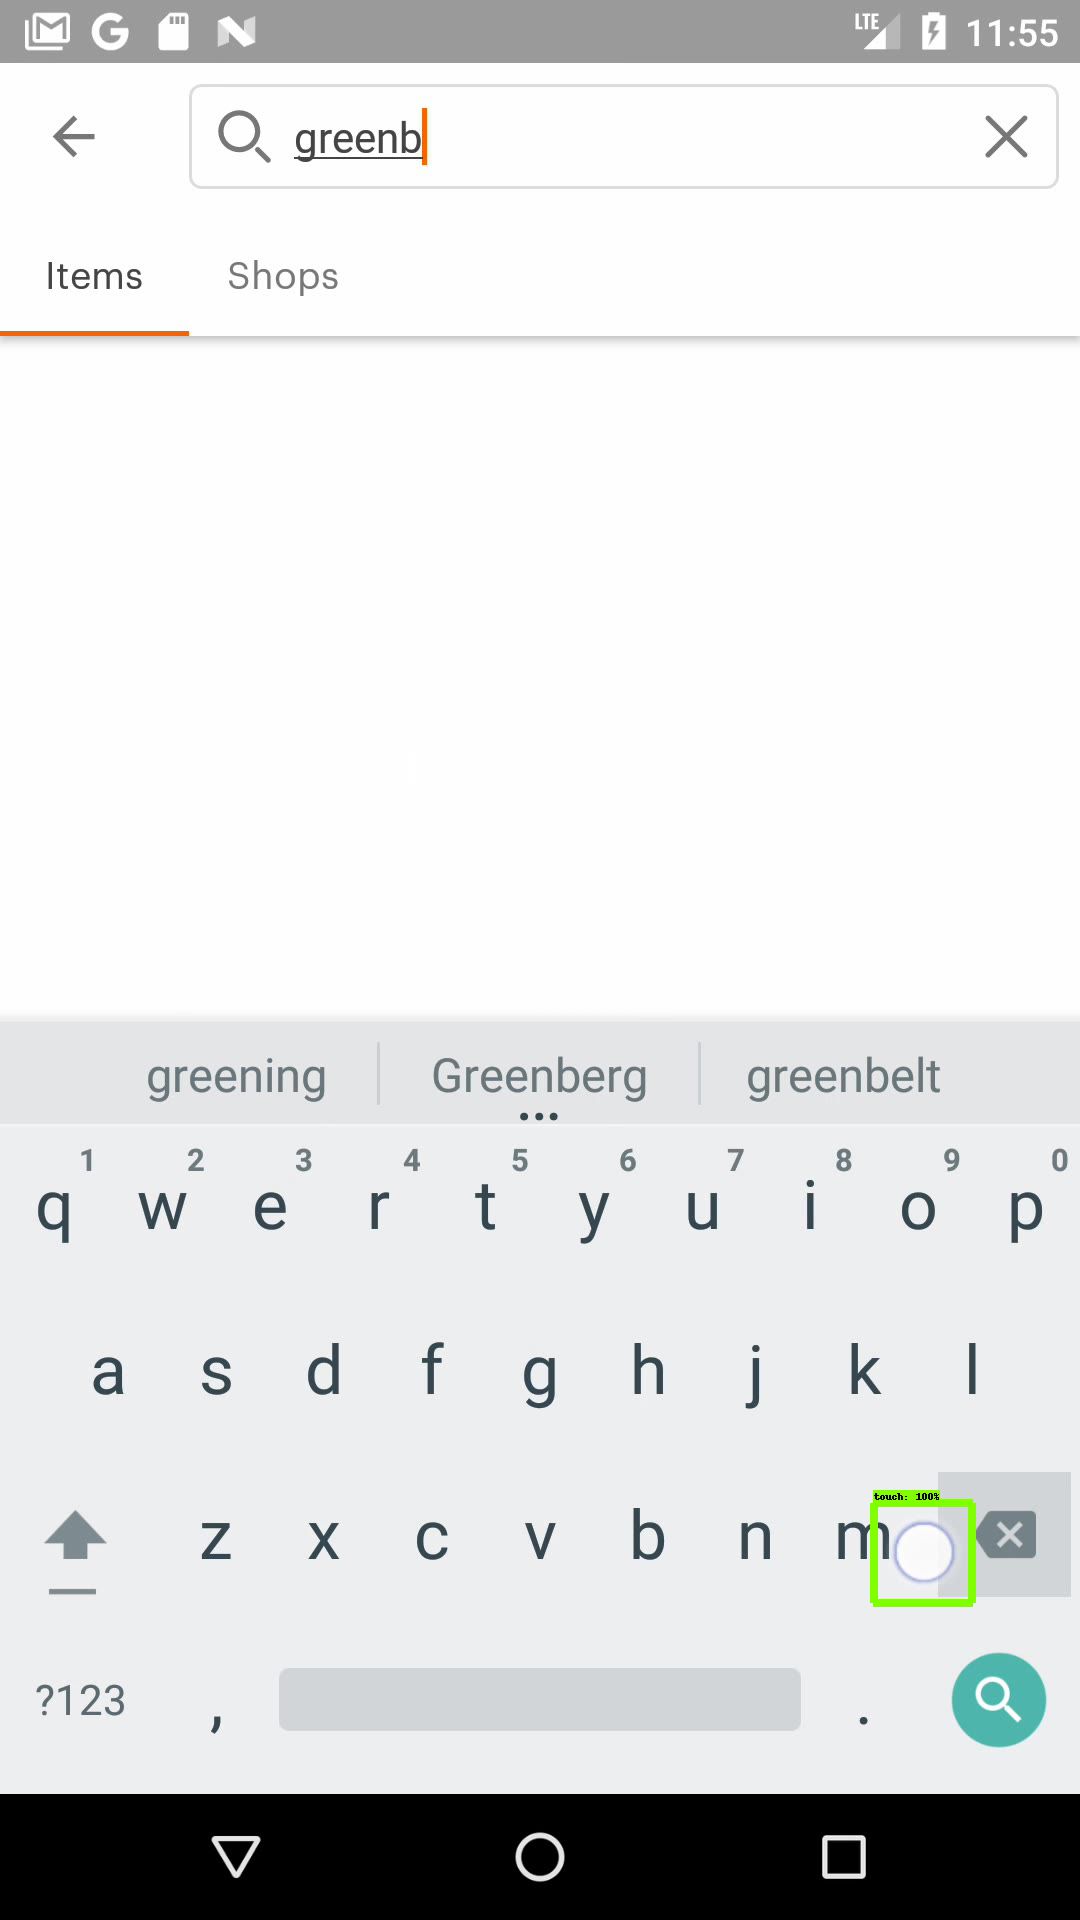 LTE 11:55
greenb
Items Shops
greening Greenberg greenbelt
1 2 3 4 5 6 7 8 9 0
q w e r t y u i o p
a s d f g h j k l
touch: 100%
z x c v b n m
?123 , .